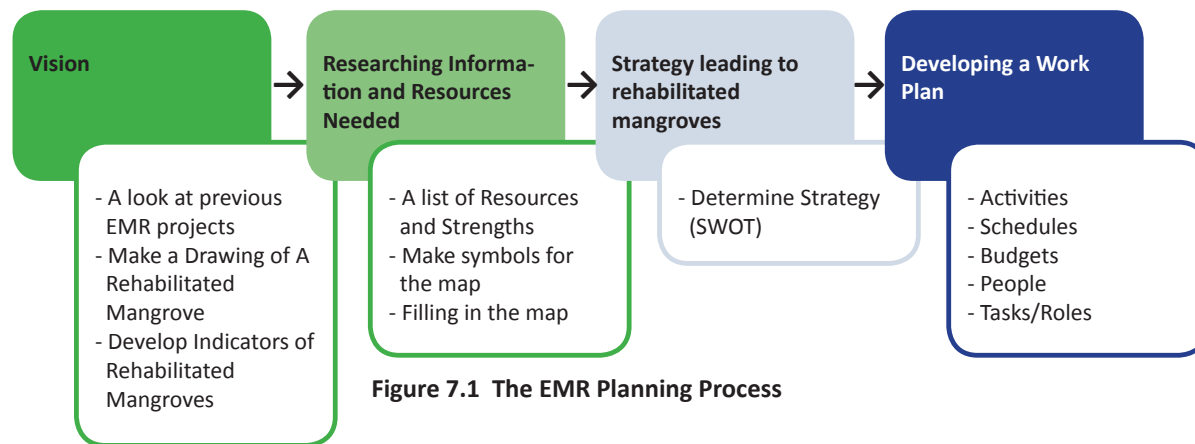 Vision
Researching Informa-
tion and Resources
Needed
Strategy leading to
rehabilitated
mangroves
Developing a Work
Plan
- A look at previous
EMR projects
- Make a Drawing of A
Rehabilitated
Mangrove
- Develop Indicators of
Rehabilitated
Mangroves
- A list of Resources
and Strengths
- Make symbols for
the map
- Filling in the map
- Determine Strategy
(SWOT)
- Activities
- Schedules
- Budgets
- People
- Tasks/Roles
Figure 7.1 The EMR Planning Process